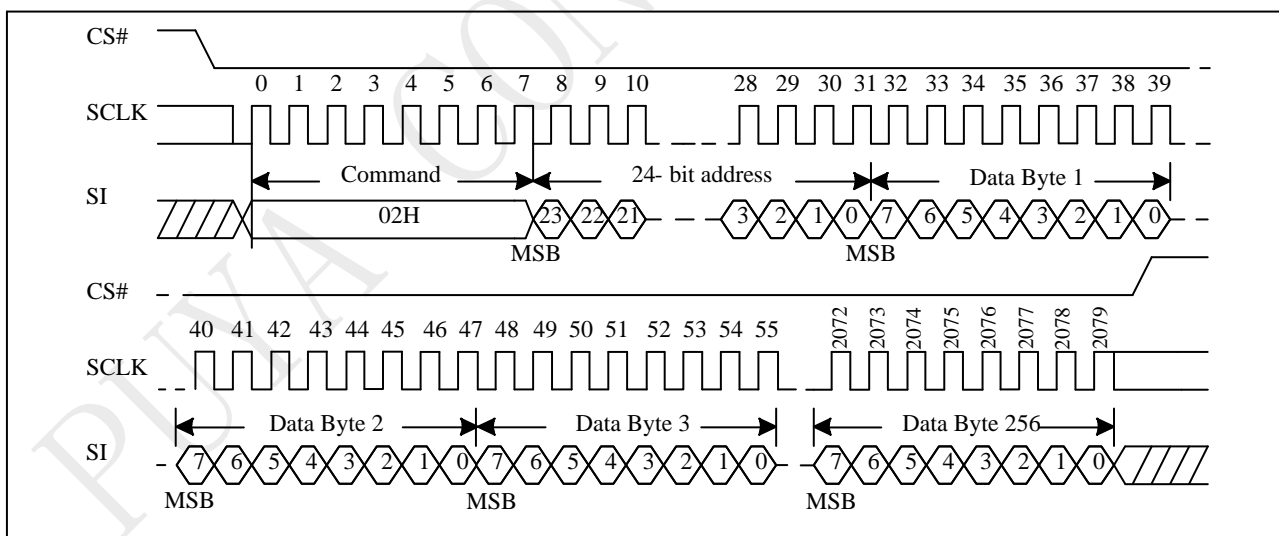 CS#
0 1 2 3 4 5 6 7 8 9 10 28 29 30 31 32 33 34 35 36 37 38 39
SCLK
Command 24- bit address Data Byte 1
SI
02H 23 22 21 3 2 1 0 7 6 5 4 3 2 1 0
MSB MSB
CS#
40 41 42 43 44 45 46 47 48 49 50 51 52 53 54 55 2072 2073 2074 2075 2076 2077 2078 2079
SCLK
Data Byte 2 Data Byte 3 Data Byte 256
SI
7 6 5 4 3 2 1 0 7 6 5 4 3 2 1 0 7 6 5 4 3 2 1 0
MSB MSB MSB
PUYA CON